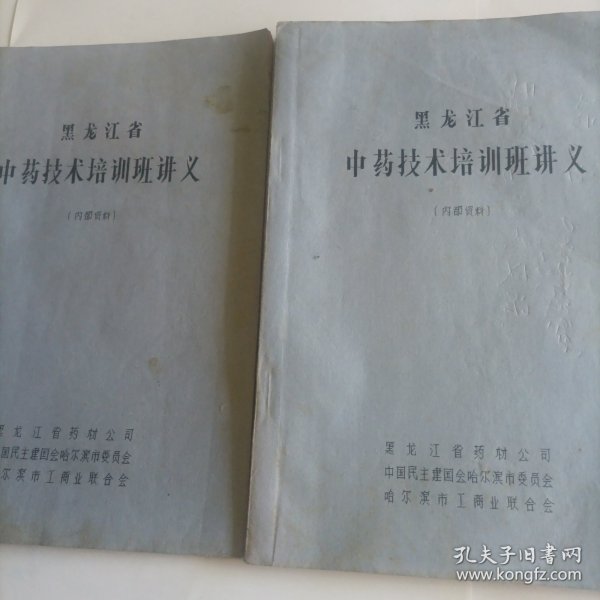 黑龙江省
中药技术培训班讲义
(内部资料)
黑龙江省药材公司
中国民主建国会哈尔滨市委员会
哈尔滨市工商业联合会
黑龙江省
中药技术培训班讲义
(内部资料)
黑龙江省药材公司
中国民主建国会哈尔滨市委员会
哈尔滨市工商业联合会
孔夫子旧书网
www.kongfz.com